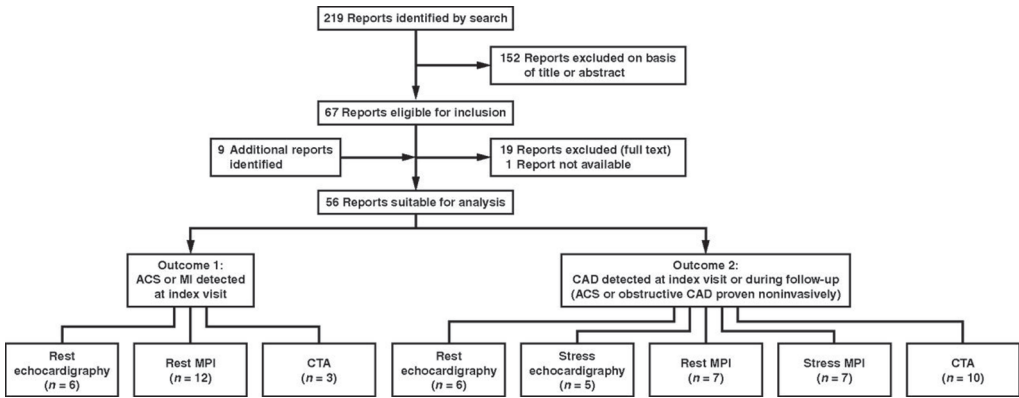 219 Reports identified by search
152 Reports excluded on basis
of title or abstract
67 Reports eligible for inclusion
9 Additional reports
identified
19 Reports excluded (full text)
1 Report not available
56 Reports suitable for analysis
Outcome 1:
ACS or MI detected
at index visit
Outcome 2:
CAD detected at index visit or during follow-up
(ACS or obstructive CAD proven noninvasively)
Rest
echocardigraphy
(n = 6)
Rest MPI
(n = 12)
CTA
(n = 3)
Rest
echocardigraphy
(n = 6)
Stress
echocardigraphy
(n = 5)
Rest MPI
(n = 7)
Stress MPI
(n = 7)
CTA
(n = 10)